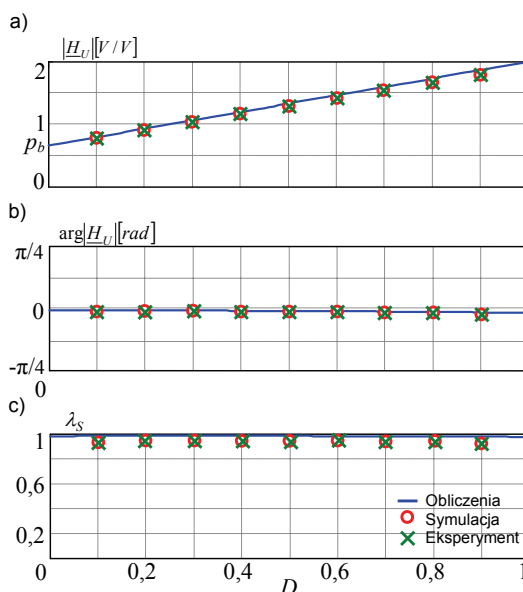 a)
|H_U|[V/V]
2
1
p_b
0
b)
arg|H_U|[rad]
π/4
0
-π/4
0
c)
λ_S
1
0,6
0,2
Obliczenia
Symulacja
Eksperyment
0 0,2 0,4 0,6 0,8 1
D